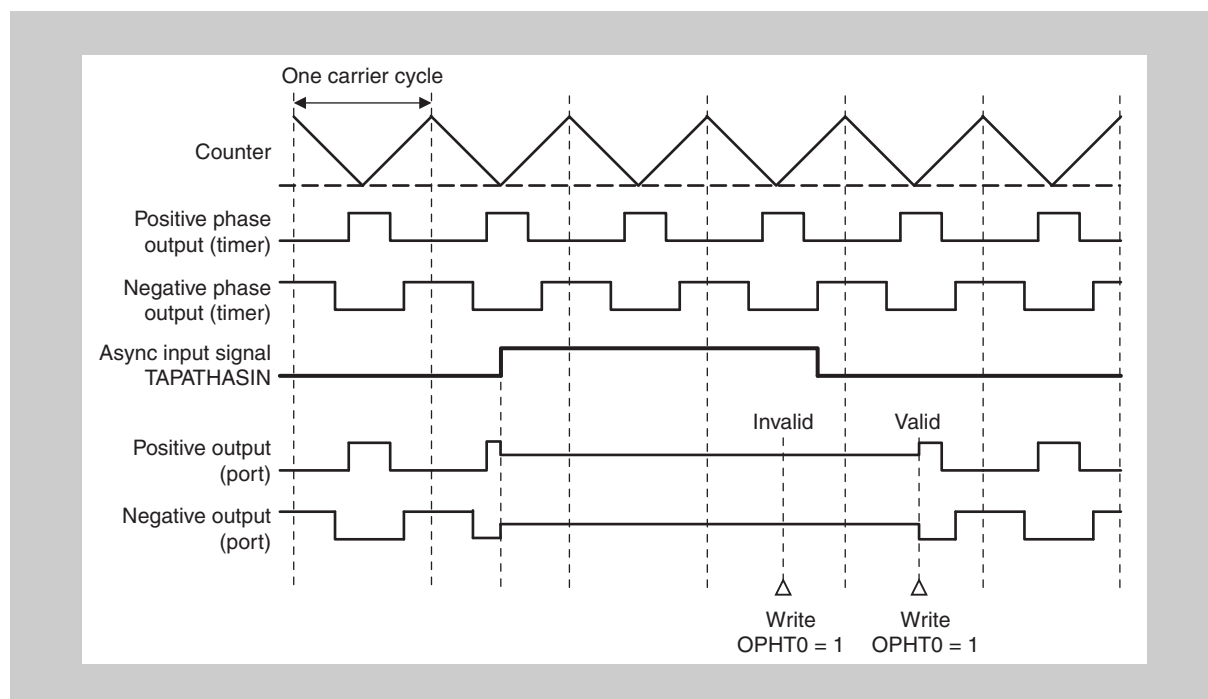 One carrier cycle
Counter
Positive phase
output (timer)
Negative phase
output (timer)
Async input signal
TAPATHASIN
Invalid
Valid
Positive output
(port)
Negative output
(port)
Write
OPHT0 = 1
Write
OPHT0 = 1